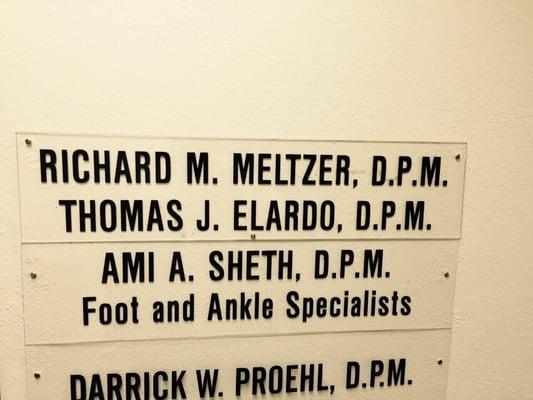 RICHARD M. MELTZER, D.P.M.
THOMAS J. ELARDO, D.P.M.
AMI A. SHETH, D.P.M.
Foot and Ankle Specialists
DARRICK W. PROEHL, D.P.M.